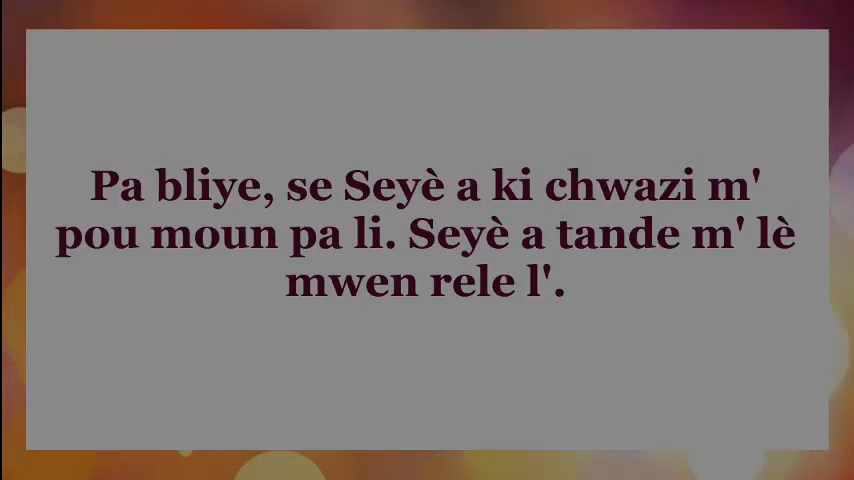 Pa bliye, se Seyè a ki chwazi m'
pou moun pa li. Seyè a tande m' lè
mwen rele l'.